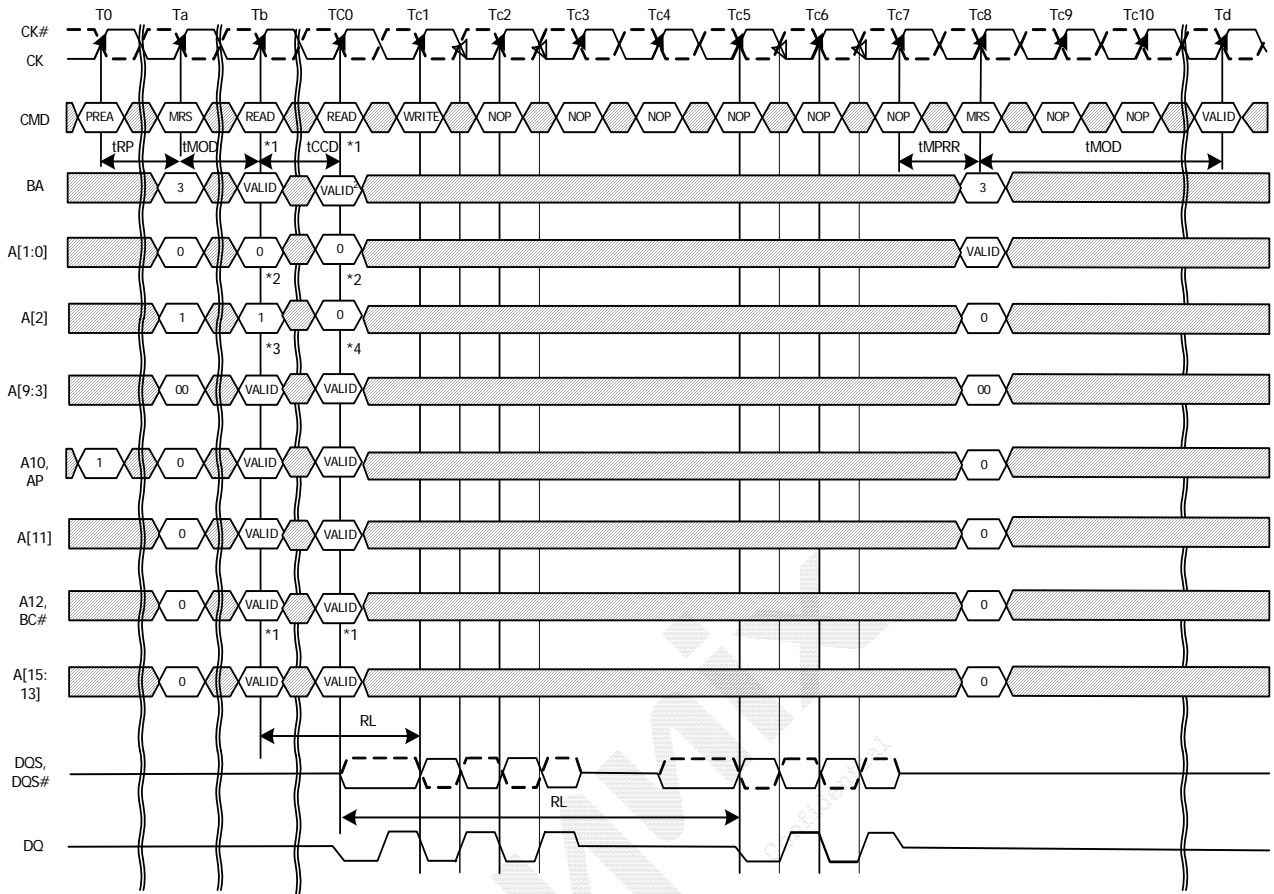 T0 Ta Tb TC0 Tc1 Tc2 Tc3 Tc4 Tc5 Tc6 Tc7 Tc8 Tc9 Tc10 Td
CK#
CK
CMD PREA MRS READ READ WRITE NOP NOP NOP NOP NOP NOP MRS NOP NOP VALID
tRP tMOD *1 tCCD *1 tMPRR tMOD
BA 3 VALID VALID2 3
A[1:0] 0 0 0 VALID
*2 *2
A[2] 1 1 0 0
*3 *4
A[9:3] 00 VALID VALID 00
A10,
AP
1 0 VALID VALID 0
A[11] 0 VALID VALID 0
A12,
BC#
0 VALID VALID 0
*1 *1
A[15:
13]
0 VALID VALID 0
RL
DQS,
DQS#
RL
DQ
Confidential